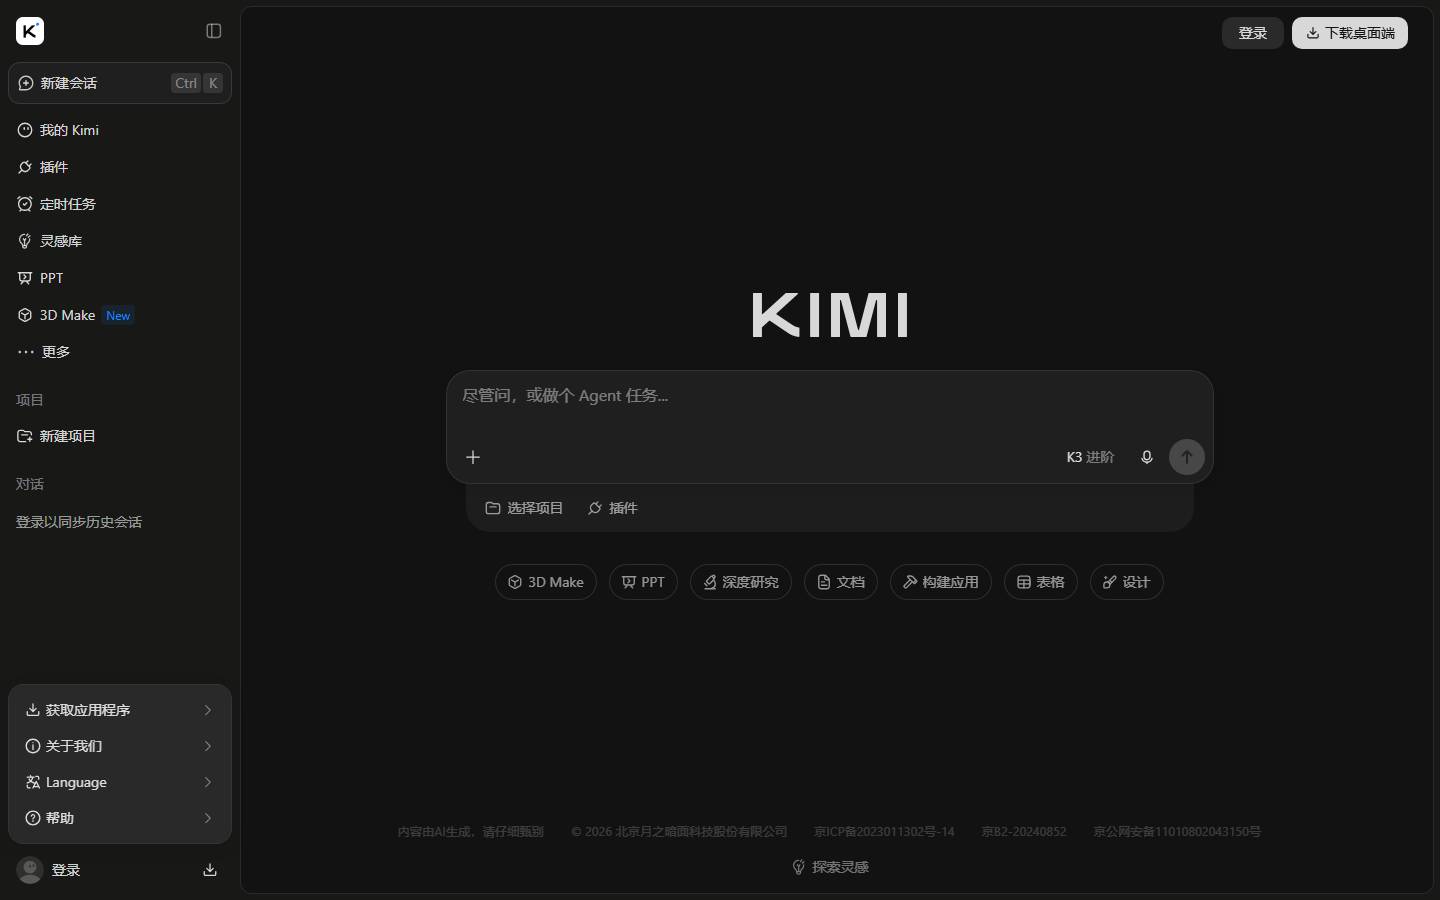 K
新建会话 Ctrl K
我的 Kimi
插件
定时任务
灵感库
PPT
3D Make New
更多
项目
新建项目
对话
登录以同步历史会话
获取应用程序
关于我们
Language
帮助
登录
登录 下载桌面端
KIMI
尽管问，或做个 Agent 任务...
K3 进阶
选择项目 插件
3D Make PPT 深度研究 文档 构建应用 表格 设计
内容由AI生成，请仔细甄别 © 2026 北京月之暗面科技股份有限公司 京ICP备2023011302号-14 京B2-20240852 京公网安备11010802043150号
探索灵感